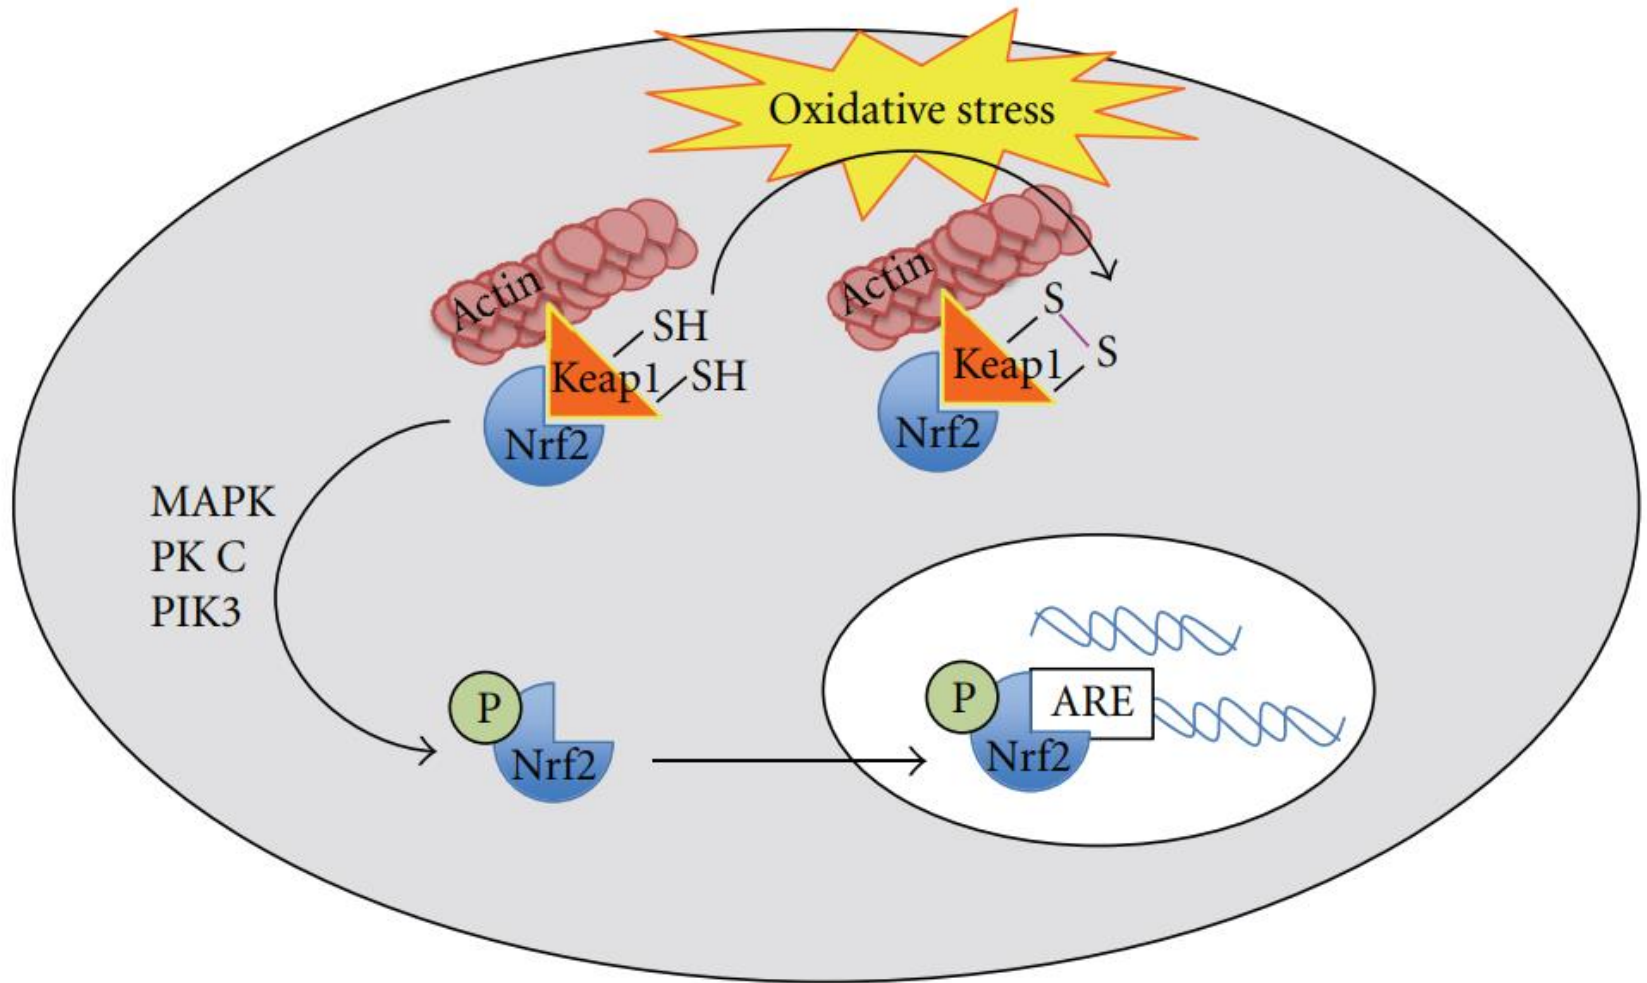 Oxidative stress
Actin
SH
Keap1
SH
Nrf2
Actin
S
S
Keap1
Nrf2
MAPK
PK C
PIK3
P
Nrf2
P
ARE
Nrf2